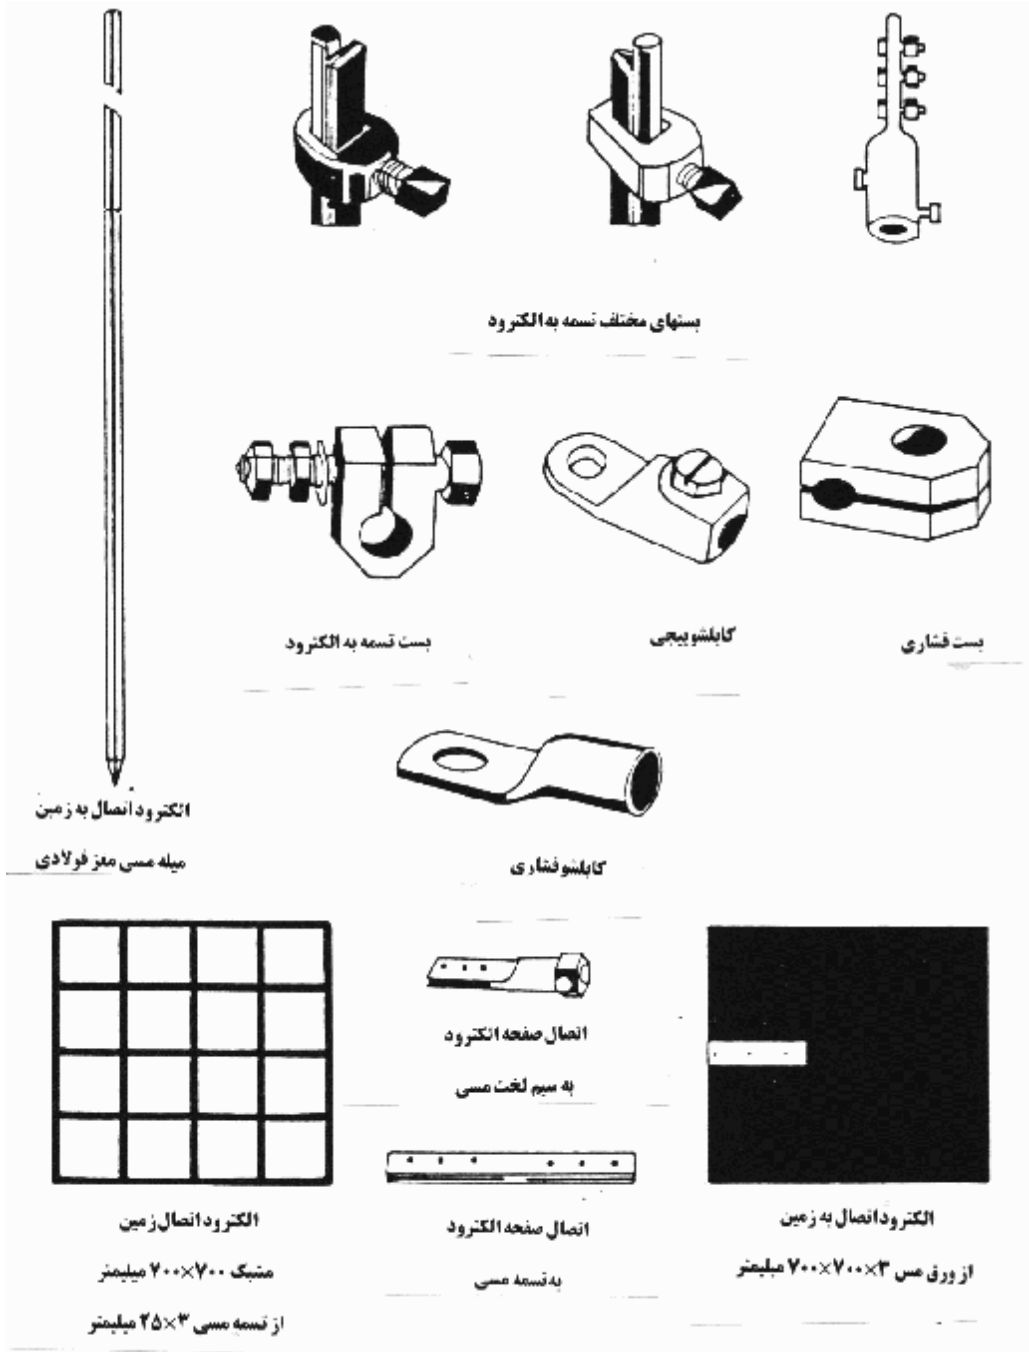 بستهای مختلف تسمه به الکترود
بست فشاری
کابلشو پیچی
بست تسمه به الکترود
الکترود اتصال به زمین
میله مسی مغز فولادی
کابلشو فشاری
اتصال صفحه الکترود
به سیم لخت مسی
الکترود اتصال به زمین
از ورق مس ۳×۷۰۰×۷۰۰ میلیمتر
اتصال صفحه الکترود
به تسمه مسی
الکترود اتصال زمین
مشبک ۷۰۰×۷۰۰ میلیمتر
از تسمه مسی ۳×۲۵ میلیمتر